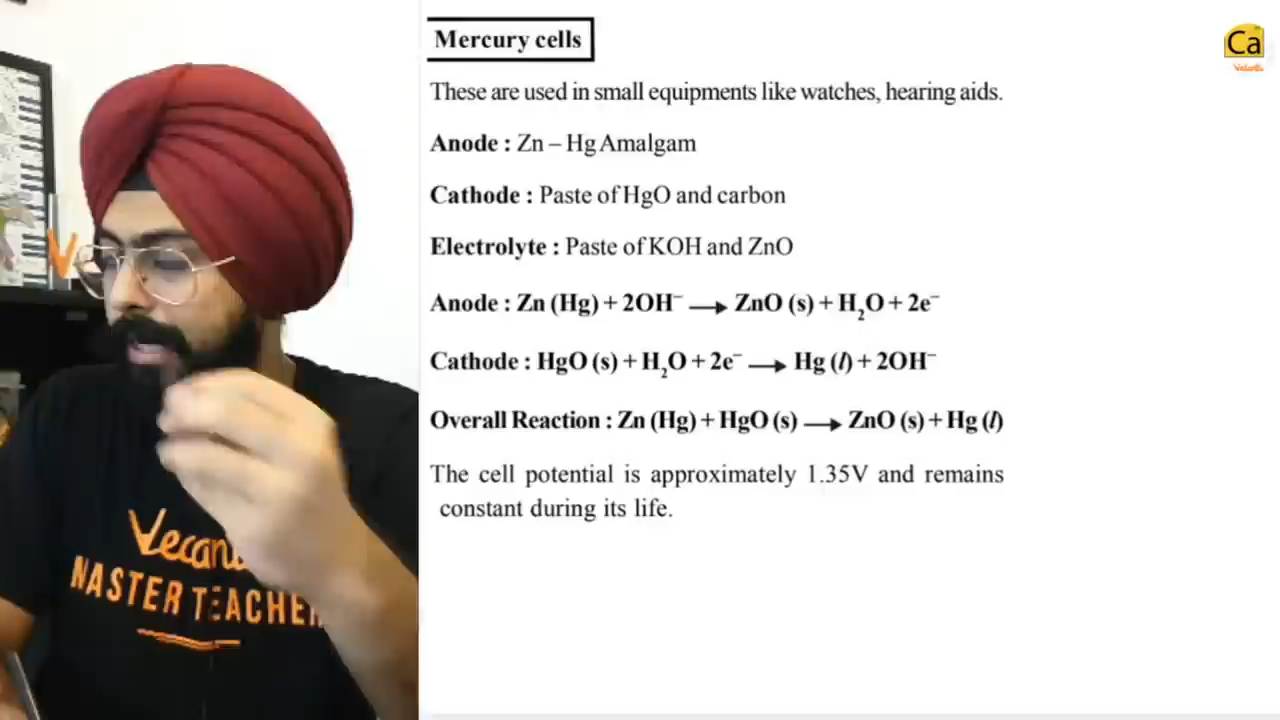 Mercury cells
Ca
Vedantu
These are used in small equipments like watches, hearing aids.
Anode : Zn – Hg Amalgam
Cathode : Paste of HgO and carbon
Electrolyte : Paste of KOH and ZnO
Anode : Zn (Hg) + 2OH⁻ ⟶ ZnO (s) + H₂O + 2e⁻
Cathode : HgO (s) + H₂O + 2e⁻ ⟶ Hg (l) + 2OH⁻
Overall Reaction : Zn (Hg) + HgO (s) ⟶ ZnO (s) + Hg (l)
The cell potential is approximately 1.35V and remains
constant during its life.
V
Vedant
MASTER TEACHER